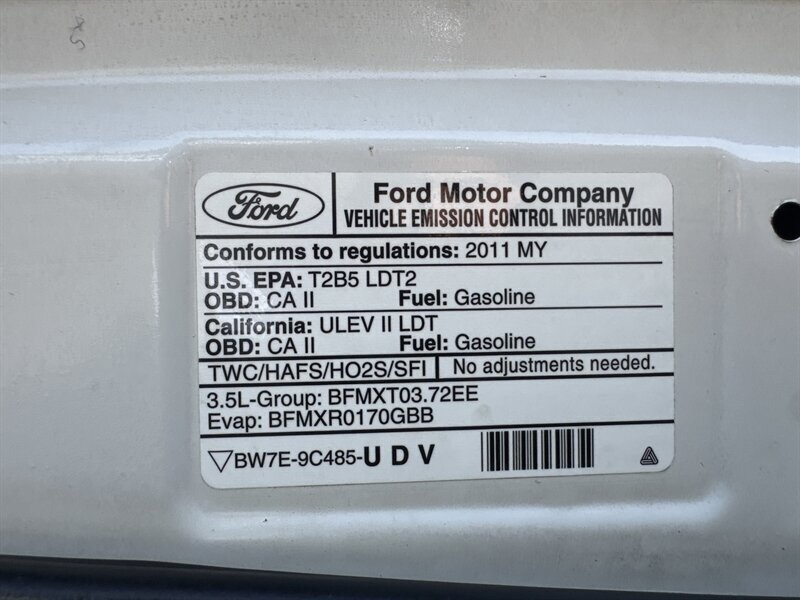 Ford
Ford Motor Company
VEHICLE EMISSION CONTROL INFORMATION
Conforms to regulations: 2011 MY
U.S. EPA: T2B5 LDT2
OBD: CA II Fuel: Gasoline
California: ULEV II LDT
OBD: CA II Fuel: Gasoline
TWC/HAFS/HO2S/SFI No adjustments needed.
3.5L-Group: BFMXT03.72EE
Evap: BFMXR0170GBB
BW7E-9C485-U D V